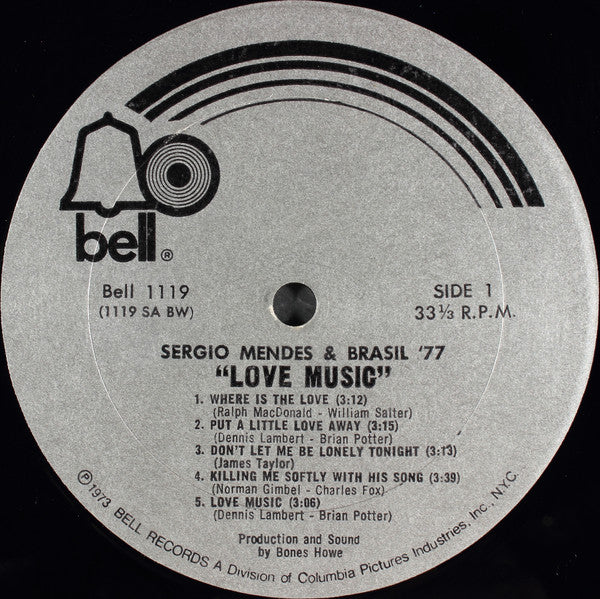 bell®
Bell 1119
(1119 SA BW)
SIDE 1
33⅓ R.P.M.
SERGIO MENDES & BRASIL '77
"LOVE MUSIC"
1. WHERE IS THE LOVE (3:12)
(Ralph MacDonald - William Salter)
2. PUT A LITTLE LOVE AWAY (3:15)
(Dennis Lambert - Brian Potter)
3. DON'T LET ME BE LONELY TONIGHT (3:13)
(James Taylor)
4. KILLING ME SOFTLY WITH HIS SONG (3:39)
(Norman Gimbel - Charles Fox)
5. LOVE MUSIC (3:06)
(Dennis Lambert - Brian Potter)
Production and Sound
by Bones Howe
℗1973 BELL RECORDS A Division of Columbia Pictures Industries, Inc., N.Y.C.